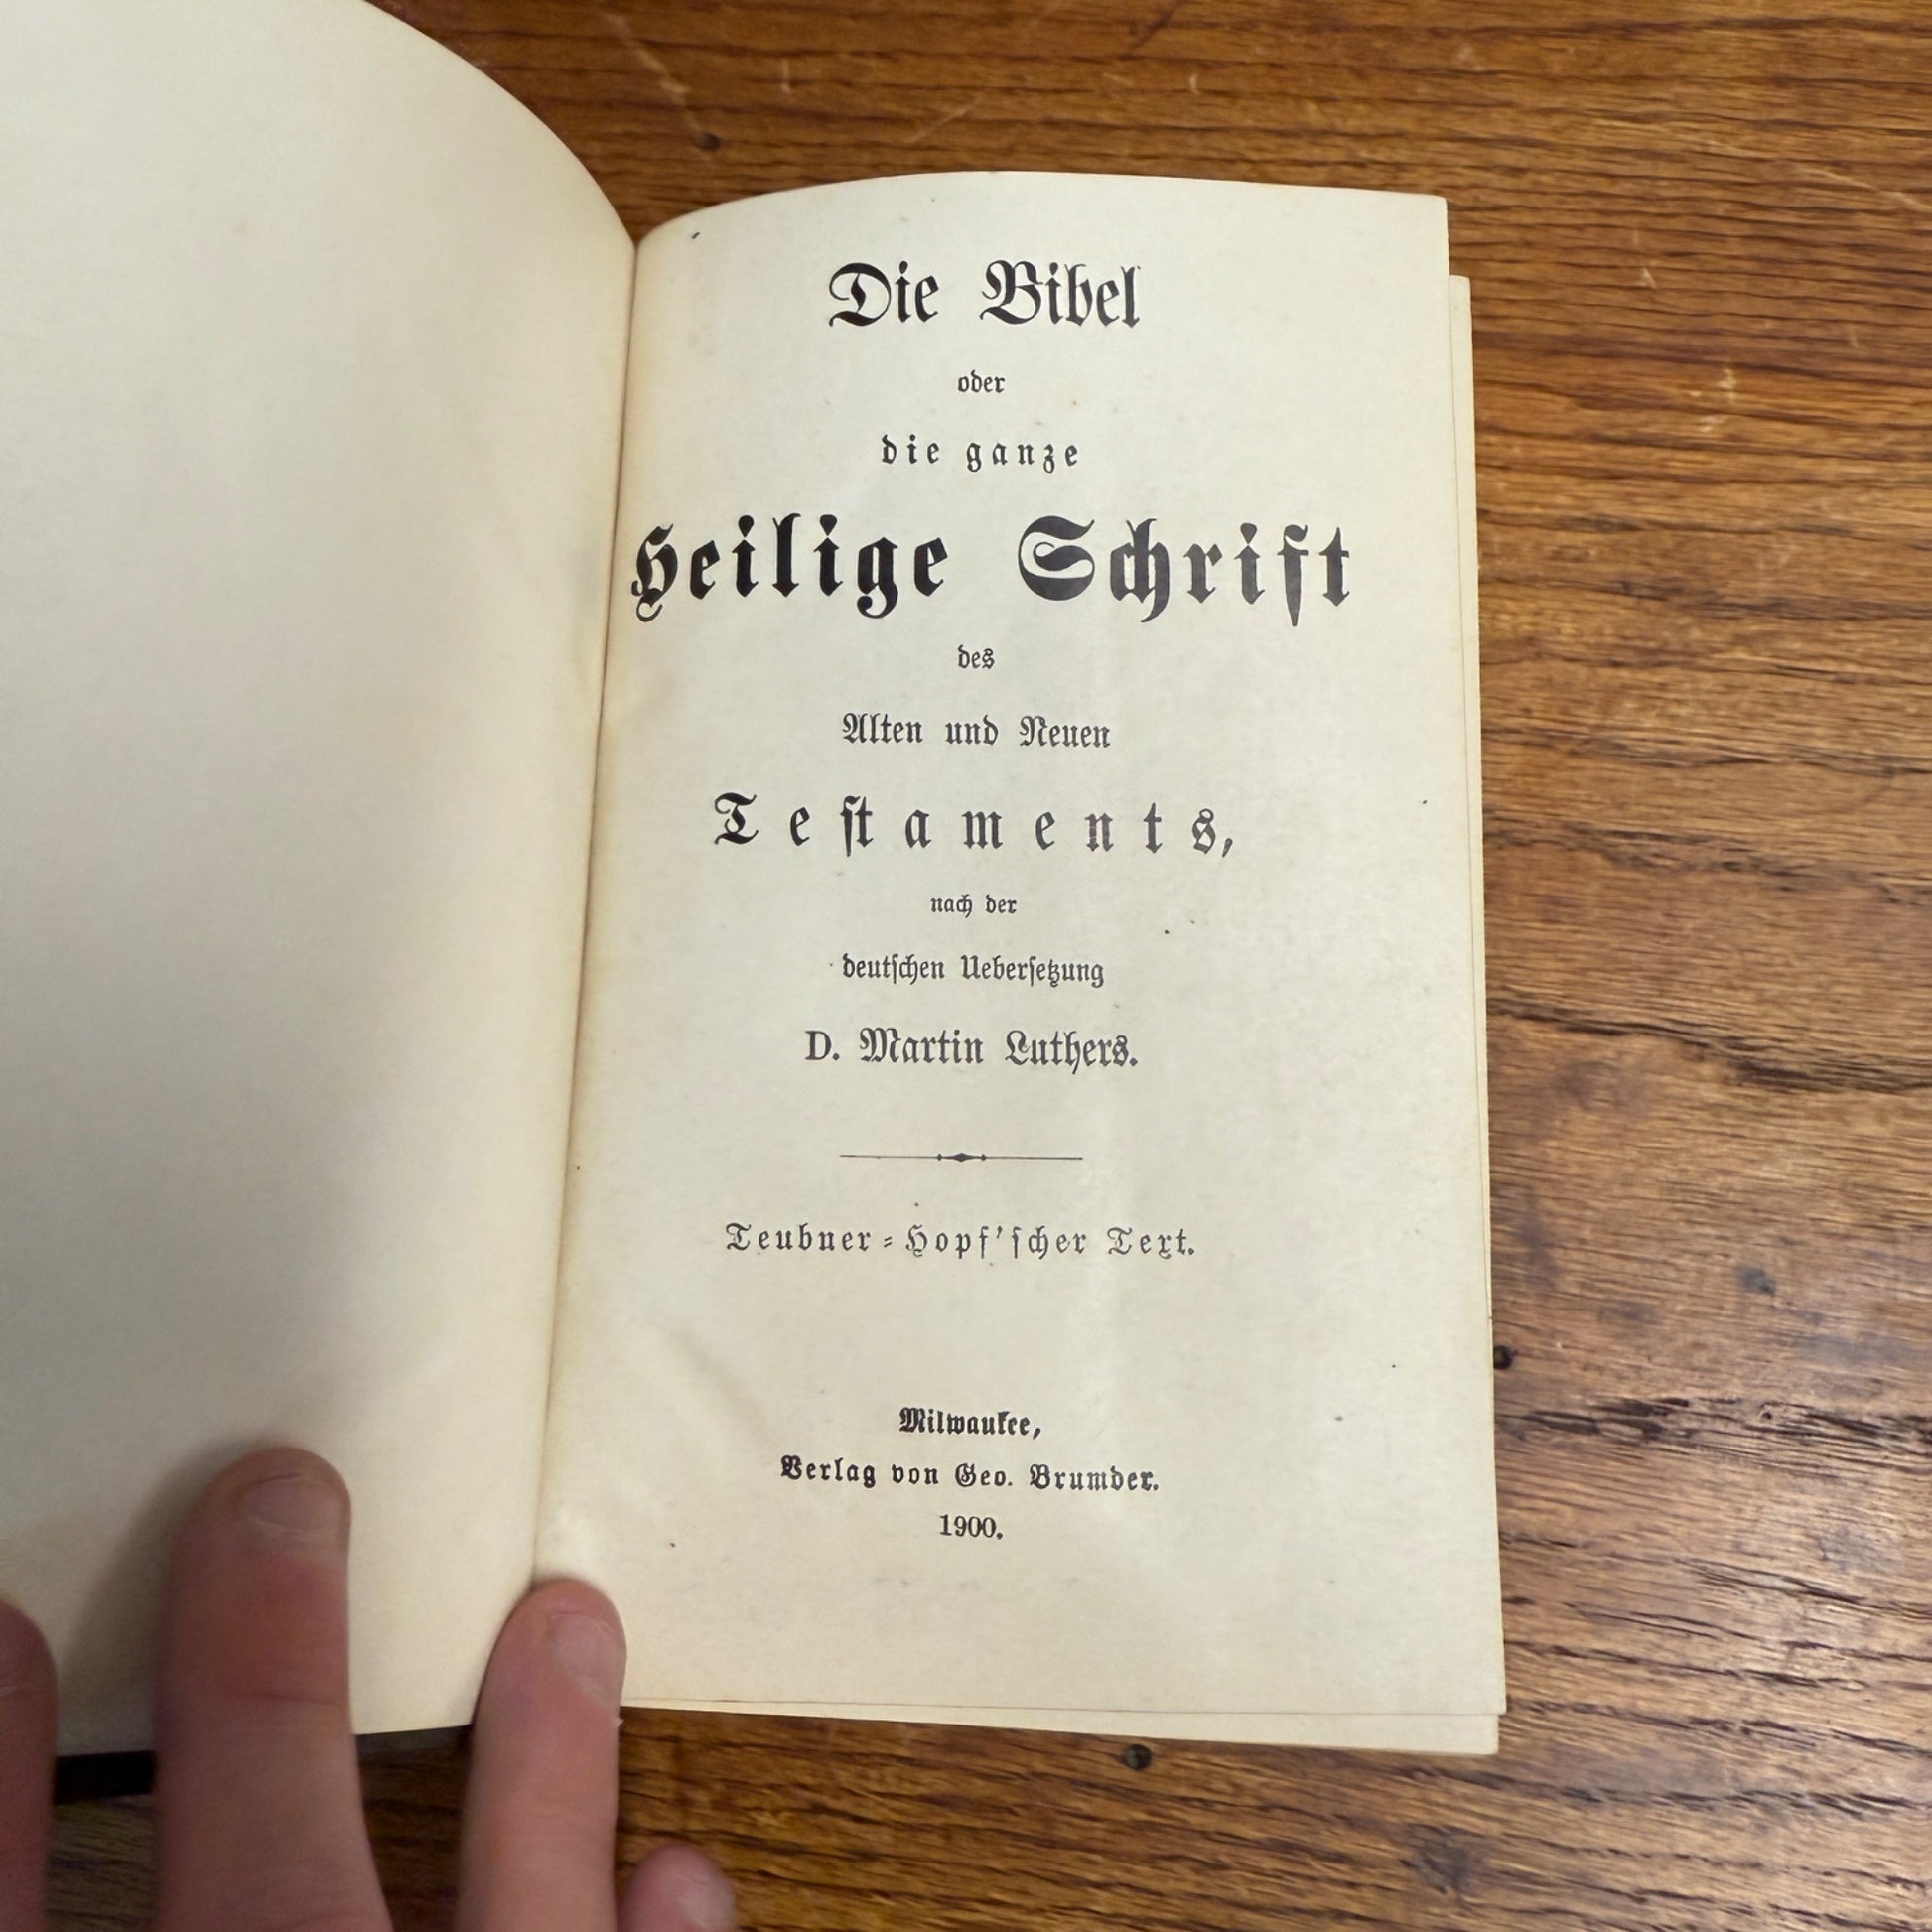 Die Bibel
oder
die ganze
Heilige Schrift
des
Alten und Neuen
Teſtaments,
nach der
deutſchen Ueberſetzung
D. Martin Luthers.
Teubner⸗Hopf’ſcher Text.
Milwaukee,
Verlag von Geo. Brumder.
1900.